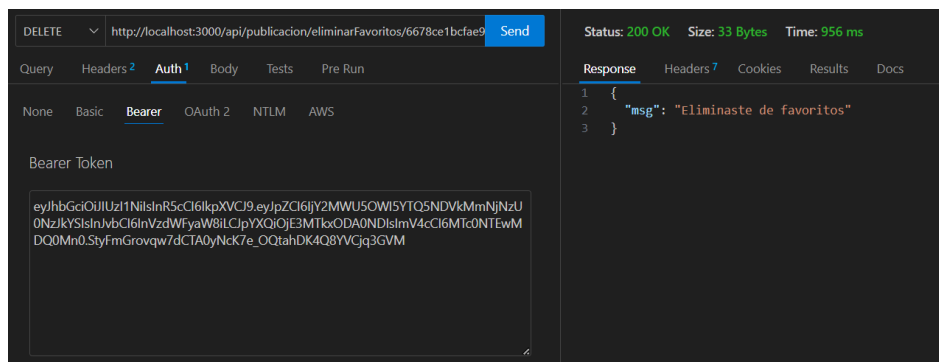 DELETE http://localhost:3000/api/publicacion/eliminarFavoritos/6678ce1bcfae9 Send
Query Headers 2 Auth 1 Body Tests Pre Run
None Basic Bearer OAuth 2 NTLM AWS
Bearer Token
eyJhbGciOiJIUzI1NiIsInR5cCI6IkpXVCJ9.eyJpZCI6IjY2MWU5OWI5YTQ5NDVkMmNjNzU
0NzJkYSIsInJvbCI6InVzdWFyaW8iLCJpYXQiOjE3MTkxODA0NDIsImV4cCI6MTc0NTEwM
DQ0Mn0.StyFmGrovqw7dCTA0yNcK7e_OQtahDK4Q8YVCjq3GVM
Status: 200 OK Size: 33 Bytes Time: 956 ms
Response Headers 7 Cookies Results Docs
1 {
2 "msg": "Eliminaste de favoritos"
3 }